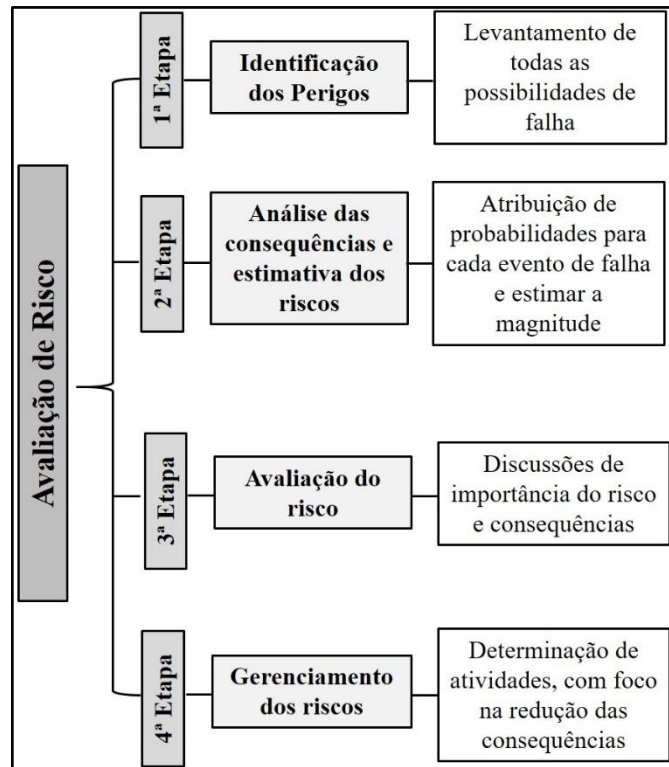 Avaliação de Risco
1ª Etapa
Identificação
dos Perigos
Levantamento de
todas as
possibilidades de
falha
2ª Etapa
Análise das
consequências e
estimativa dos
riscos
Atribuição de
probabilidades para
cada evento de falha
e estimar a
magnitude
3ª Etapa
Avaliação do
risco
Discussões de
importância do risco
e consequências
4ª Etapa
Gerenciamento
dos riscos
Determinação de
atividades, com foco
na redução das
consequências